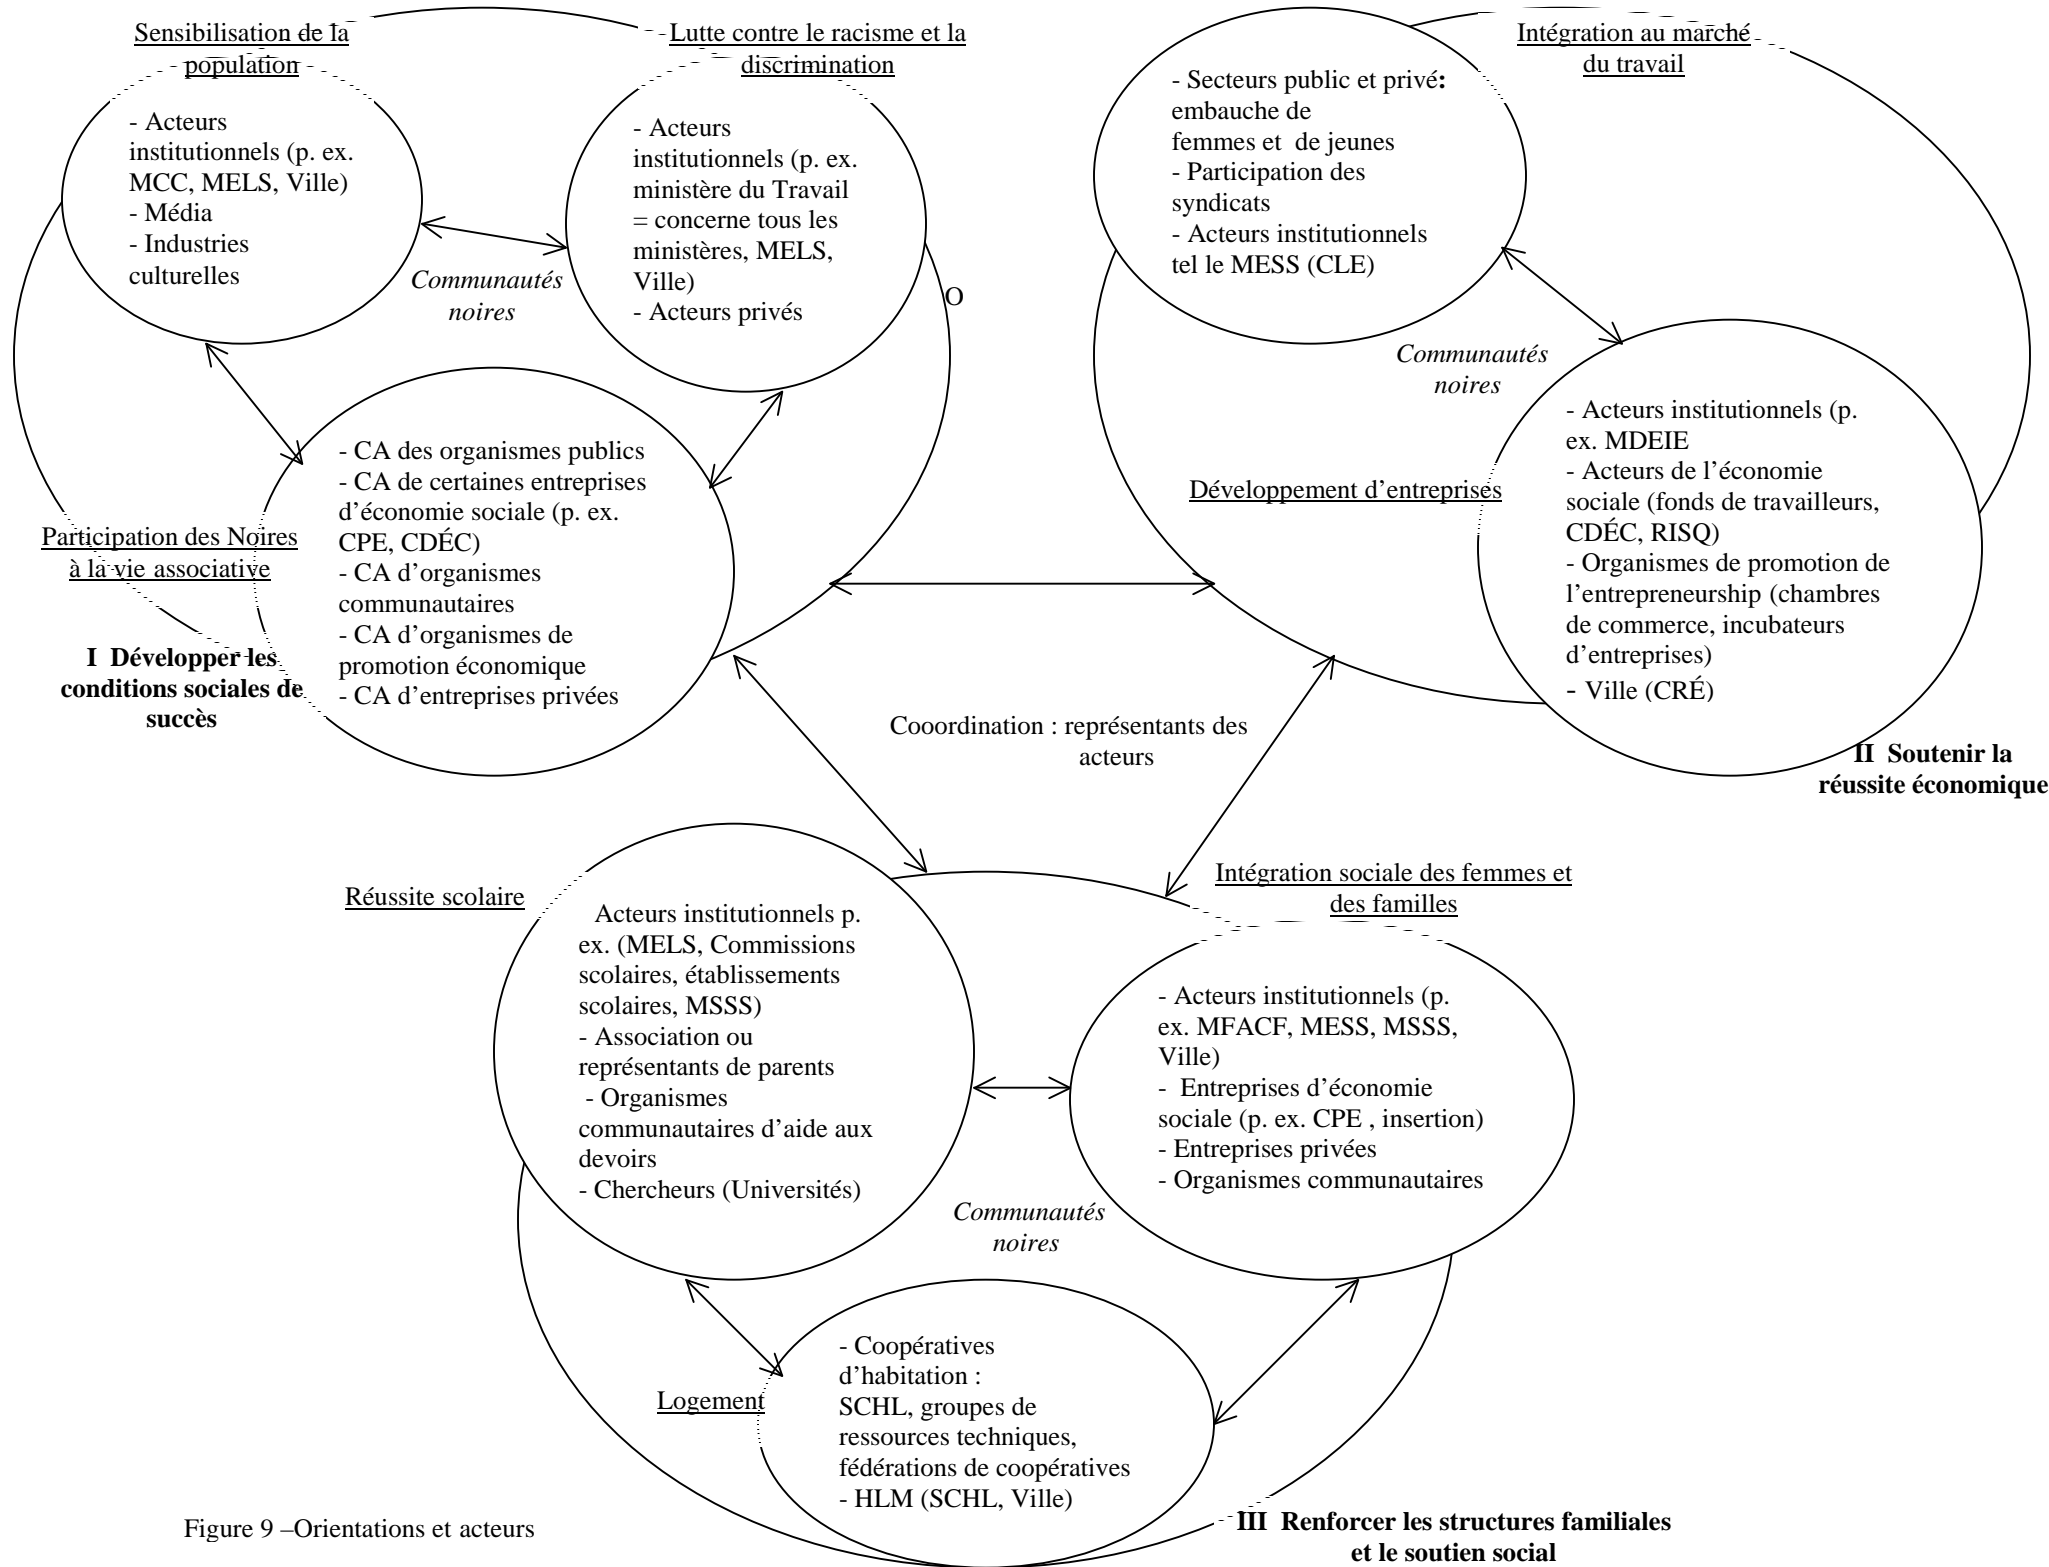 Sensibilisation de la
population
- Acteurs
institutionnels (p. ex.
MCC, MELS, Ville)
- Média
- Industries
culturelles
Lutte contre le racisme et la
discrimination
- Acteurs
institutionnels (p. ex.
ministère du Travail
= concerne tous les
ministères, MELS,
Ville)
- Acteurs privés
Communautés
noires
O
Participation des Noires
à la vie associative
- CA des organismes publics
- CA de certaines entreprises
d’économie sociale (p. ex.
CPE, CDÉC)
- CA d’organismes
communautaires
- CA d’organismes de
promotion économique
- CA d’entreprises privées
I Développer les
conditions sociales de
succès
Intégration au marché
du travail
- Secteurs public et privé:
embauche de
femmes et de jeunes
- Participation des
syndicats
- Acteurs institutionnels
tel le MESS (CLE)
Communautés
noires
Développement d’entreprises
- Acteurs institutionnels (p.
ex. MDEIE
- Acteurs de l’économie
sociale (fonds de travailleurs,
CDÉC, RISQ)
- Organismes de promotion de
l’entrepreneurship (chambres
de commerce, incubateurs
d’entreprises)
- Ville (CRÉ)
II Soutenir la
réussite économique
Cooordination : représentants des
acteurs
Réussite scolaire
Acteurs institutionnels p.
ex. (MELS, Commissions
scolaires, établissements
scolaires, MSSS)
- Association ou
représentants de parents
- Organismes
communautaires d’aide aux
devoirs
- Chercheurs (Universités)
Intégration sociale des femmes et
des familles
- Acteurs institutionnels (p.
ex. MFACF, MESS, MSSS,
Ville)
- Entreprises d’économie
sociale (p. ex. CPE , insertion)
- Entreprises privées
- Organismes communautaires
Communautés
noires
Logement
- Coopératives
d’habitation :
SCHL, groupes de
ressources techniques,
fédérations de coopératives
- HLM (SCHL, Ville)
III Renforcer les structures familiales
et le soutien social
Figure 9 –Orientations et acteurs